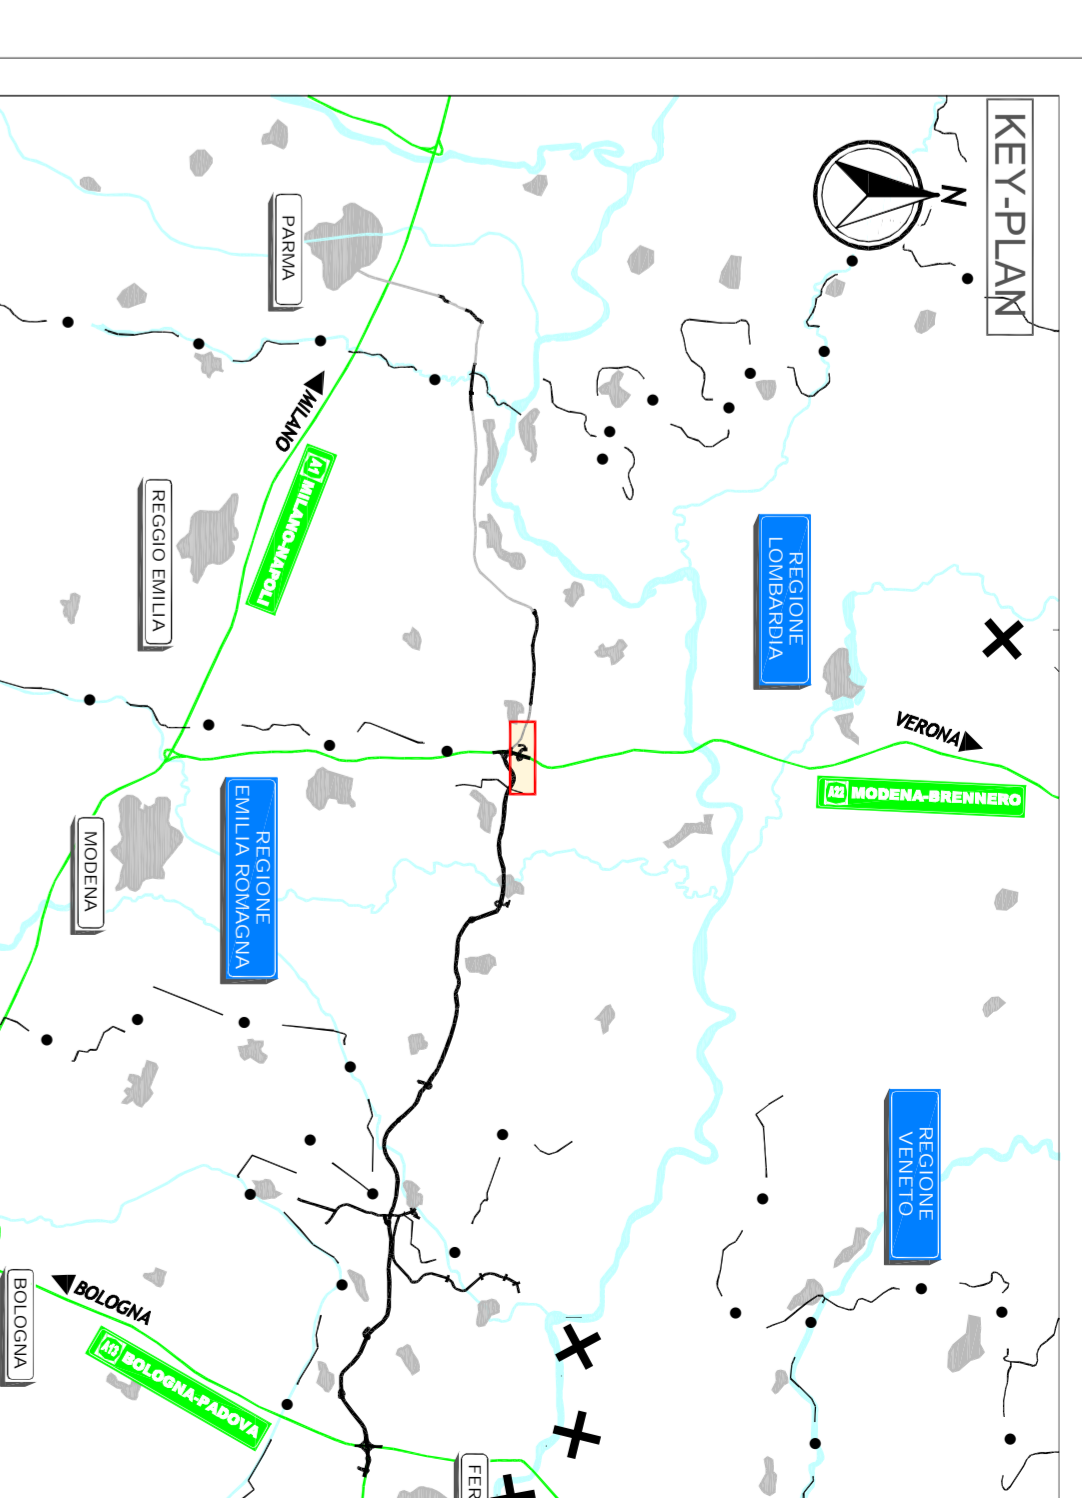 KEY-PLAN
N
PARMA
MILANO
A1 MILANO-NAPOLI
REGGIO EMILIA
REGIONE
LOMBARDIA
VERONA
A22 MODENA-BRENNERO
REGIONE
EMILIA ROMAGNA
MODENA
REGIONE
VENETO
BOLOGNA
BOLOGNA
A13 BOLOGNA-PADOVA
FER